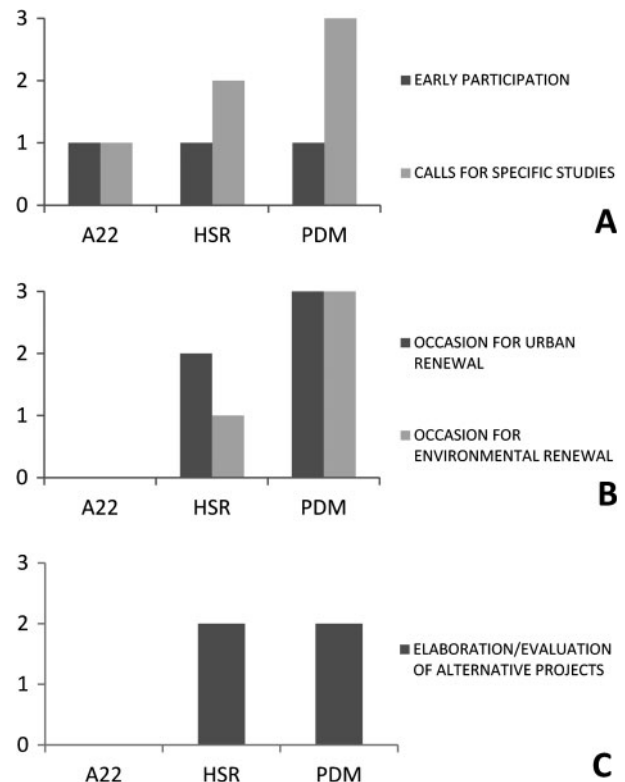 3
2
1
0
A22 HSR PDM
EARLY PARTICIPATION
CALLS FOR SPECIFIC STUDIES
A
3
2
1
0
A22 HSR PDM
OCCASION FOR URBAN
RENEWAL
OCCASION FOR
ENVIRONMENTAL RENEWAL
B
3
2
1
0
A22 HSR PDM
ELABORATION/EVALUATION
OF ALTERNATIVE PROJECTS
C